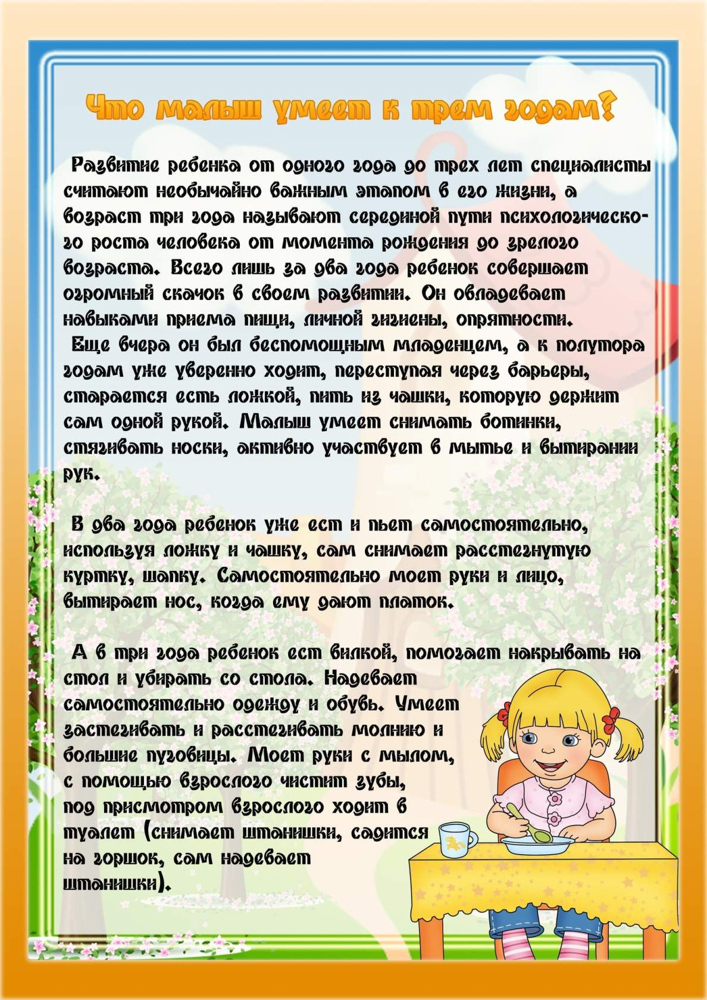 Что малыш умеет к трем годам?
Развитие ребенка от одного года до трех лет специалисты
считают необычайно важным этапом в его жизни, а
возраст три года называют серединой пути психологическо-
го роста человека от момента рождения до зрелого
возраста. Всего лишь за два года ребенок совершает
огромный скачок в своем развитии. Он овладевает
навыками приема пищи, личной гигиены, опрятности.
Еще вчера он был беспомощным младенцем, а к полутора
годам уже уверенно ходит, переступая через барьеры,
старается есть ложкой, пить из чашки, которую держит
сам одной рукой. Малыш умеет снимать ботинки,
стягивать носки, активно участвует в мытье и вытирании
рук.
В два года ребенок уже ест и пьет самостоятельно,
используя ложку и чашку, сам снимает расстегнутую
куртку, шапку. Самостоятельно моет руки и лицо,
вытирает нос, когда ему дают платок.
А в три года ребенок ест вилкой, помогает накрывать на
стол и убирать со стола. Надевает
самостоятельно одежду и обувь. Умеет
застегивать и расстегивать молнию и
большие пуговицы. Моет руки с мылом,
с помощью взрослого чистит зубы,
под присмотром взрослого ходит в
туалет (снимает штанишки, садится
на горшок, сам надевает
штанишки).